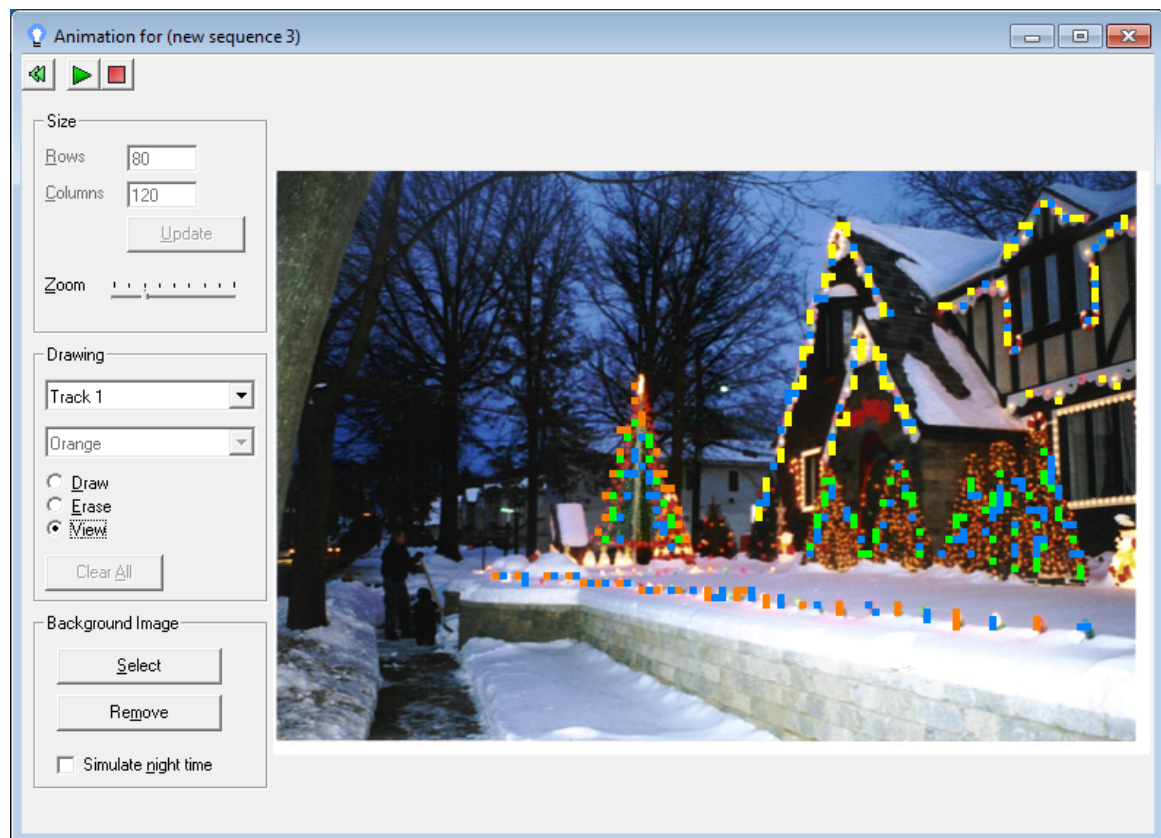 Animation for (new sequence 3)
Size
Rows 80
Columns 120
Update
Zoom
Drawing
Track 1
Orange
Draw
Erase
View
Clear All
Background Image
Select
Remove
Simulate night time